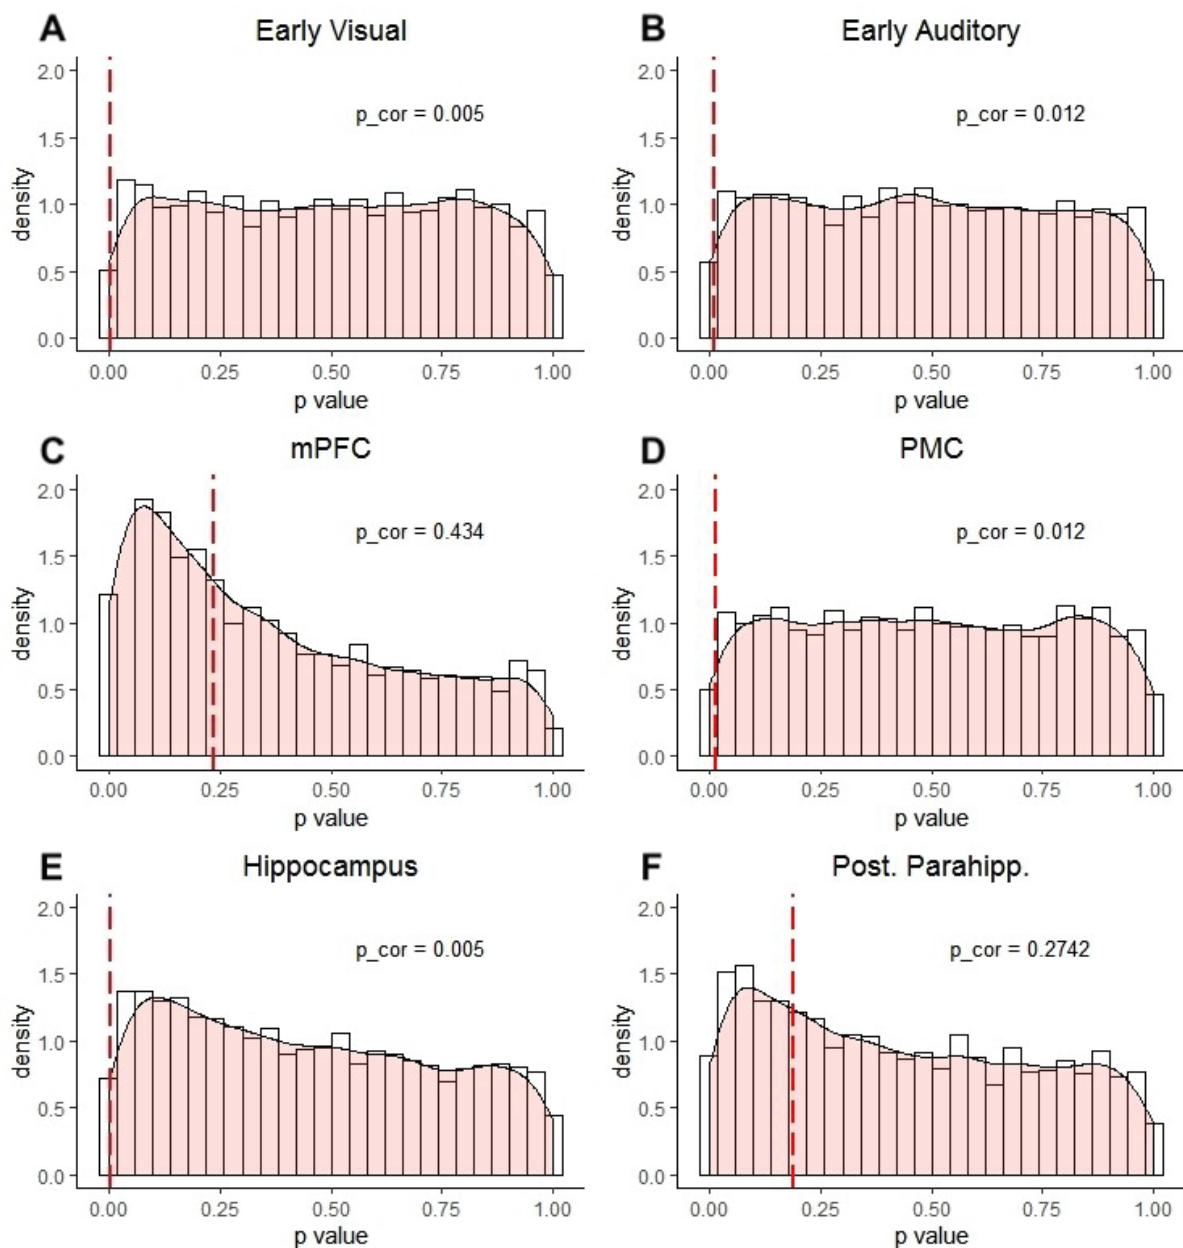 A Early Visual
density
2.0
1.5
1.0
0.5
0.0
p_cor = 0.005
0.00 0.25 0.50 0.75 1.00
p value
B Early Auditory
density
2.0
1.5
1.0
0.5
0.0
p_cor = 0.012
0.00 0.25 0.50 0.75 1.00
p value
C mPFC
density
2.0
1.5
1.0
0.5
0.0
p_cor = 0.434
0.00 0.25 0.50 0.75 1.00
p value
D PMC
density
2.0
1.5
1.0
0.5
0.0
p_cor = 0.012
0.00 0.25 0.50 0.75 1.00
p value
E Hippocampus
density
2.0
1.5
1.0
0.5
0.0
p_cor = 0.005
0.00 0.25 0.50 0.75 1.00
p value
F Post. Parahipp.
density
2.0
1.5
1.0
0.5
0.0
p_cor = 0.2742
0.00 0.25 0.50 0.75 1.00
p value